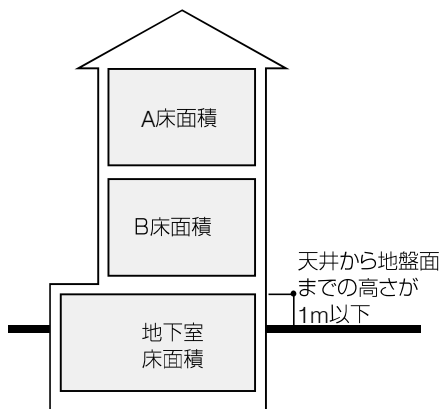 A床面積
B床面積
天井から地盤面
までの高さが
1m以下
地下室
床面積